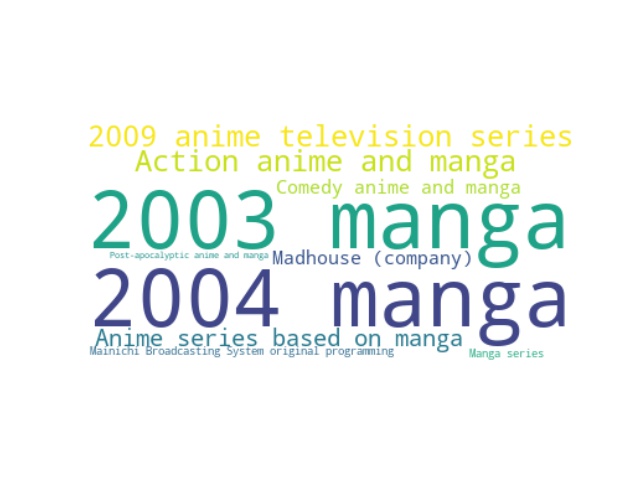 2009 anime television series
Action anime and manga
Comedy anime and manga
2003 manga
Post-apocalyptic anime and manga
Madhouse (company)
2004 manga
Anime series based on manga
Mainichi Broadcasting System original programming
Manga series